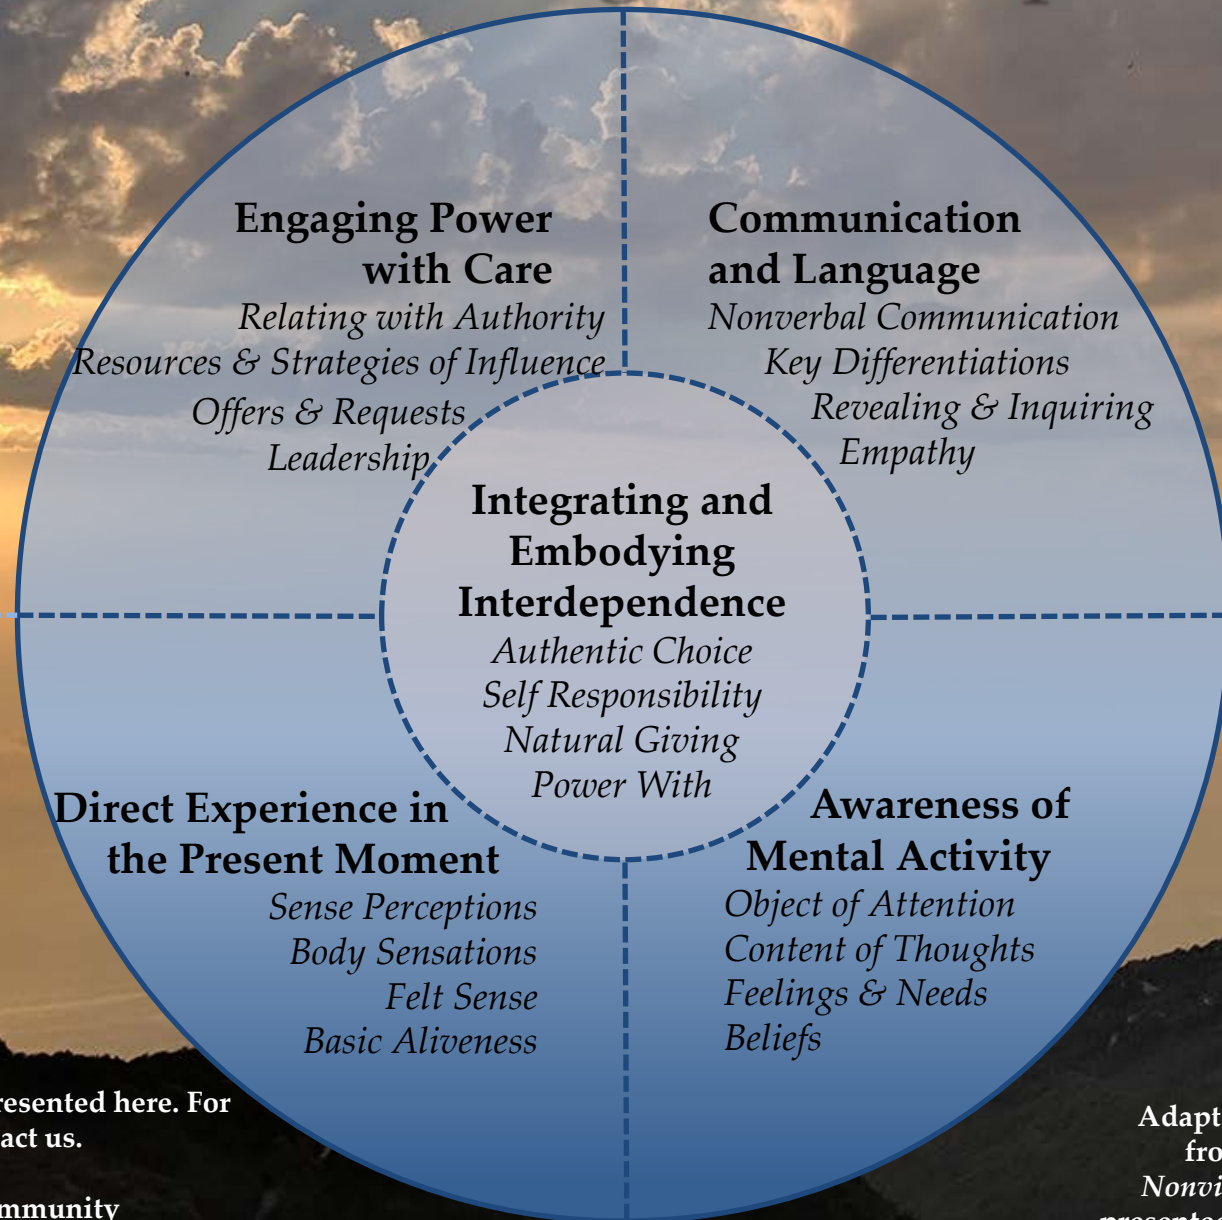 Engaging Power
with Care
Relating with Authority
Resources & Strategies of Influence
Offers & Requests
Leadership
Communication
and Language
Nonverbal Communication
Key Differentiations
Revealing & Inquiring
Empathy
Integrating and
Embodying
Interdependence
Authentic Choice
Self Responsibility
Natural Giving
Power With
Direct Experience in
the Present Moment
Sense Perceptions
Body Sensations
Felt Sense
Basic Aliveness
Awareness of
Mental Activity
Object of Attention
Content of Thoughts
Feelings & Needs
Beliefs
resented here. For
act us.
mmunity
Adapt
fro
Nonvi